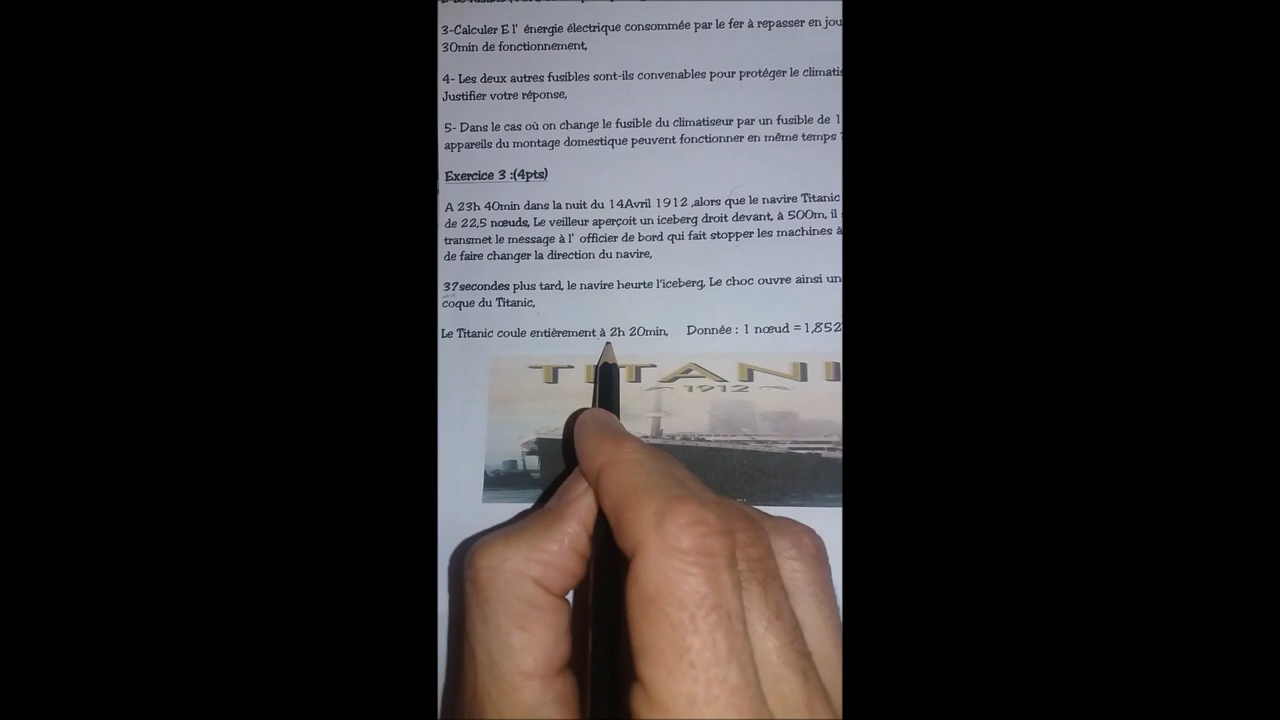 3-Calculer E l' énergie électrique consommée par le fer à repasser en jou
30min de fonctionnement,
4- Les deux autres fusibles sont-ils convenables pour protéger le climatis
Justifier votre réponse,
5- Dans le cas où on change le fusible du climatiseur par un fusible de 1
appareils du montage domestique peuvent fonctionner en même temps ?
Exercice 3 :(4pts)
A 23h 40min dans la nuit du 14Avril 1912 ,alors que le navire Titanic
de 22,5 nœuds, Le veilleur aperçoit un iceberg droit devant, à 500m, il
transmet le message à l' officier de bord qui fait stopper les machines à
de faire changer la direction du navire,
37secondes plus tard, le navire heurte l'iceberg, Le choc ouvre ainsi un
coque du Titanic,
Le Titanic coule entièrement à 2h 20min, Donnée : 1 nœud = 1,852
TITANI
1912